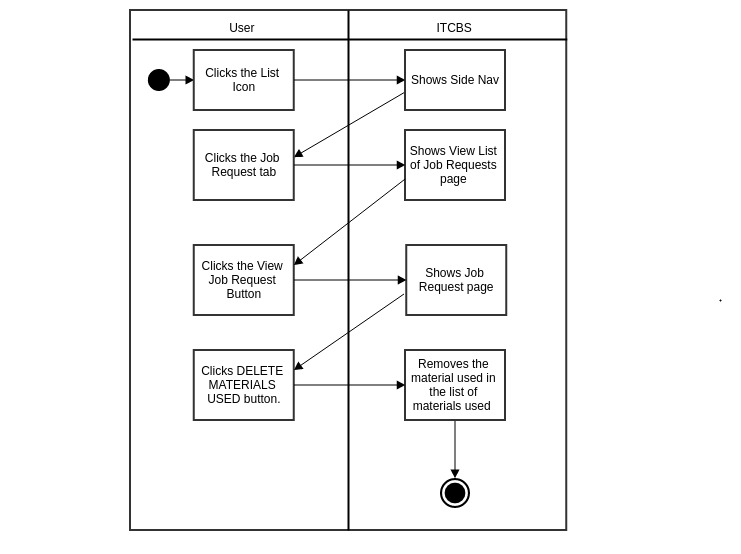 User
ITCBS
Clicks the List
Icon
Shows Side Nav
Clicks the Job
Request tab
Shows View List
of Job Requests
page
Clicks the View
Job Request
Button
Shows Job
Request page
Clicks DELETE
MATERIALS
USED button.
Removes the
material used in
the list of
materials used